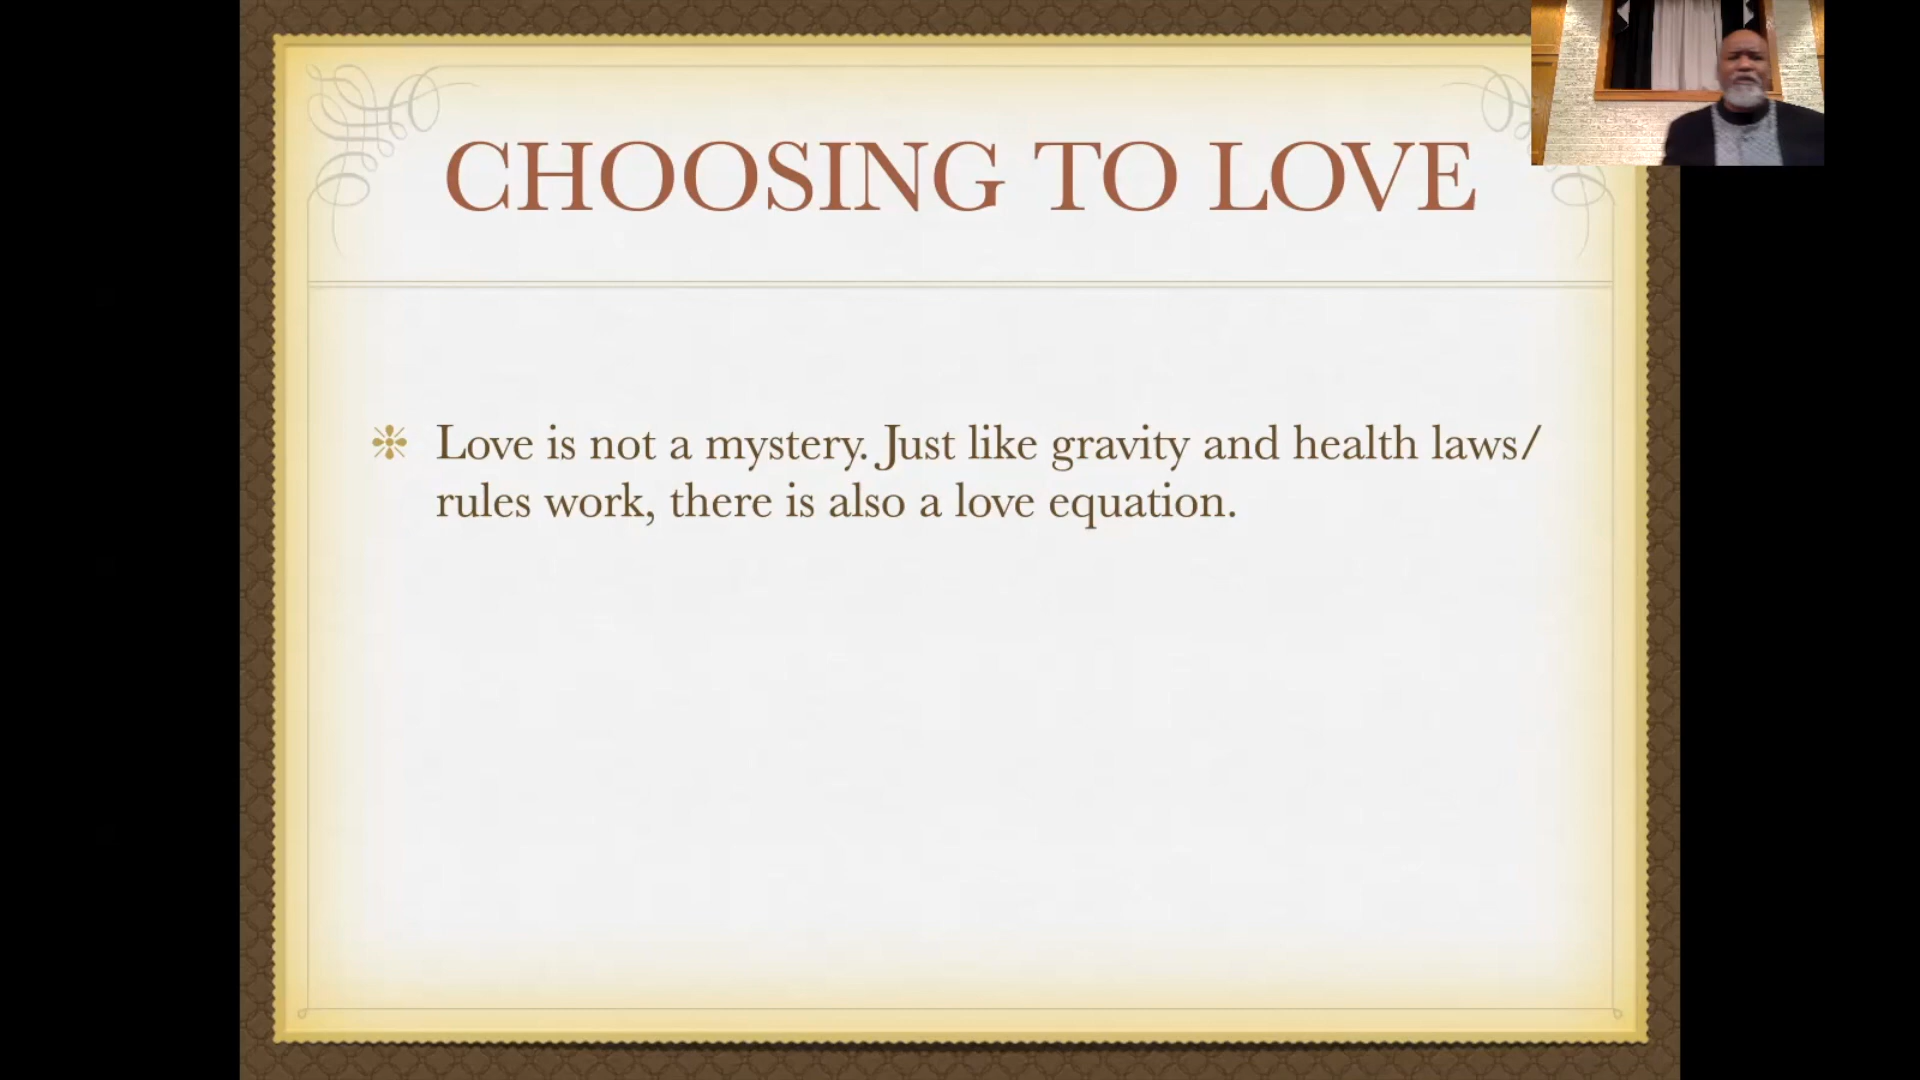 CHOOSING TO LOVE
Love is not a mystery. Just like gravity and health laws/
rules work, there is also a love equation.